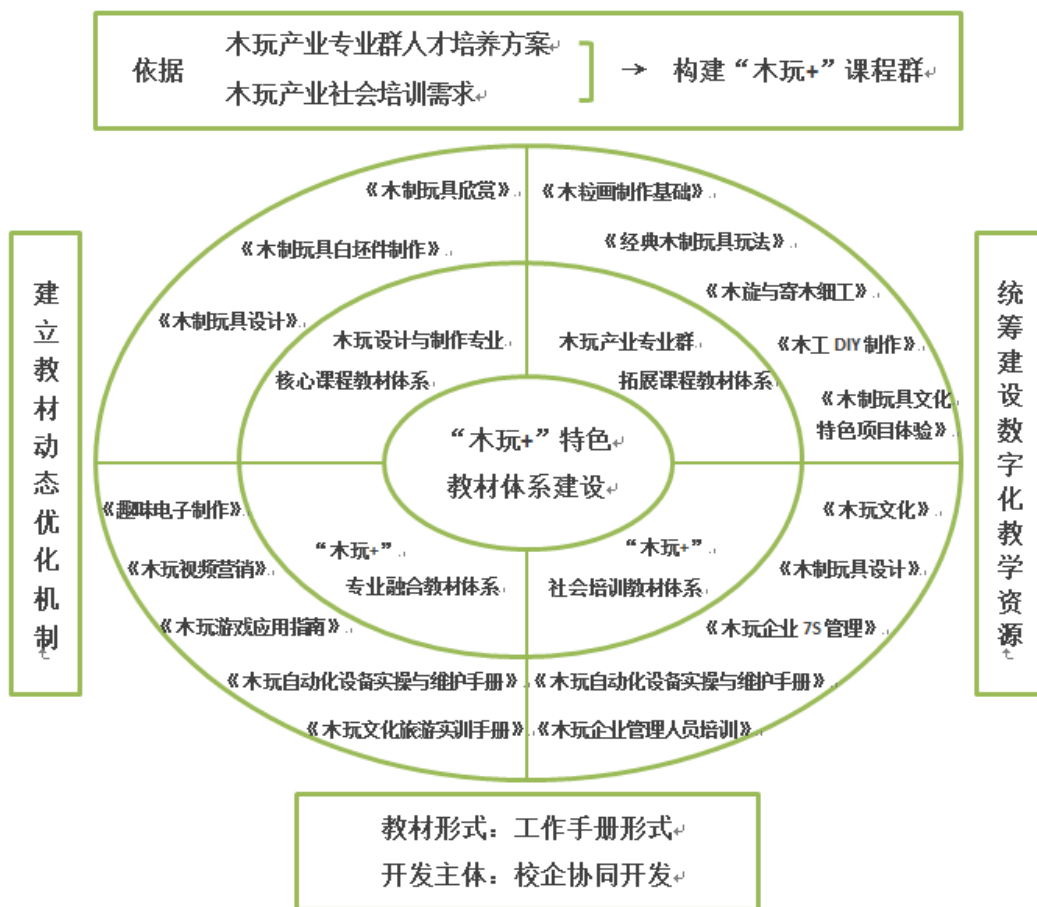 木玩产业专业群人才培养方案
依据
木玩产业社会培训需求
→ 构建“木玩+”课程群
建立教材动态优化机制
《木制玩具欣赏》
《木制玩具白坯件制作》
《木制玩具设计》
木玩设计与制作专业
核心课程教材体系
《木粒画制作基础》
《经典木制玩具玩法》
《木旋与寄木细工》
《木工 DIY 制作》
《木制玩具文化
特色项目体验》
木玩产业专业群
拓展课程教材体系
“木玩+”特色
教材体系建设
《趣味电子制作》
《木玩视频营销》
《木玩游戏应用指南》
《木玩自动化设备实操与维护手册》
《木玩文化旅游实训手册》
“木玩+”
专业融合教材体系
“木玩+”
社会培训教材体系
《木玩文化》
《木制玩具设计》
《木玩企业 7S 管理》
《木玩自动化设备实操与维护手册》
《木玩企业管理人员培训》
统筹建设数字化教学资源
教材形式：工作手册形式
开发主体：校企协同开发